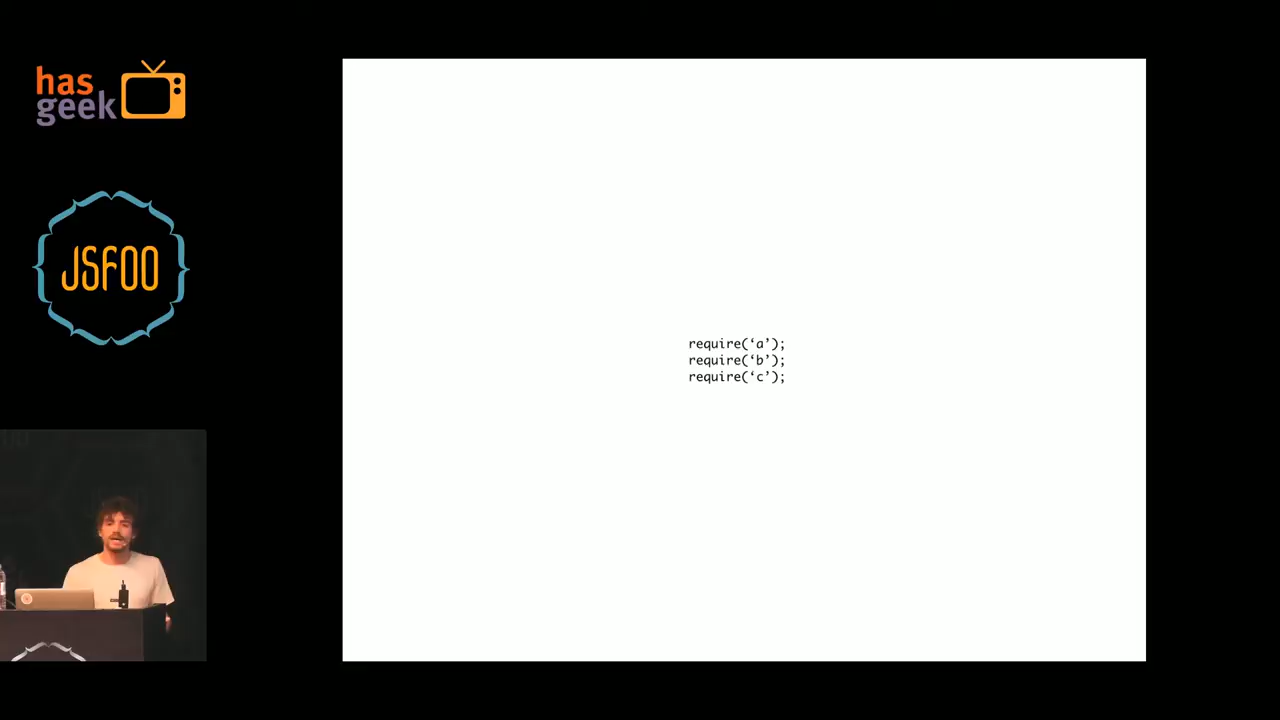 has
geek
JSFOO
require(‘a’);
require(‘b’);
require(‘c’);